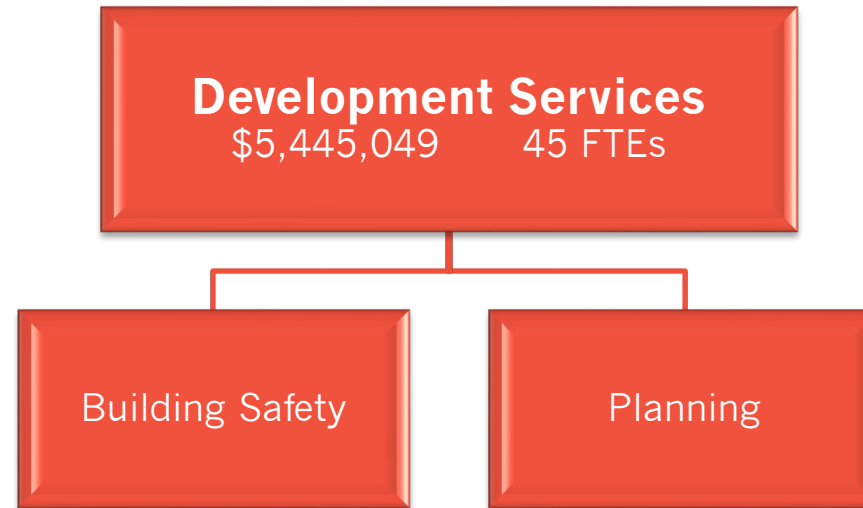 Development Services
$5,445,049 45 FTEs
Building Safety
Planning